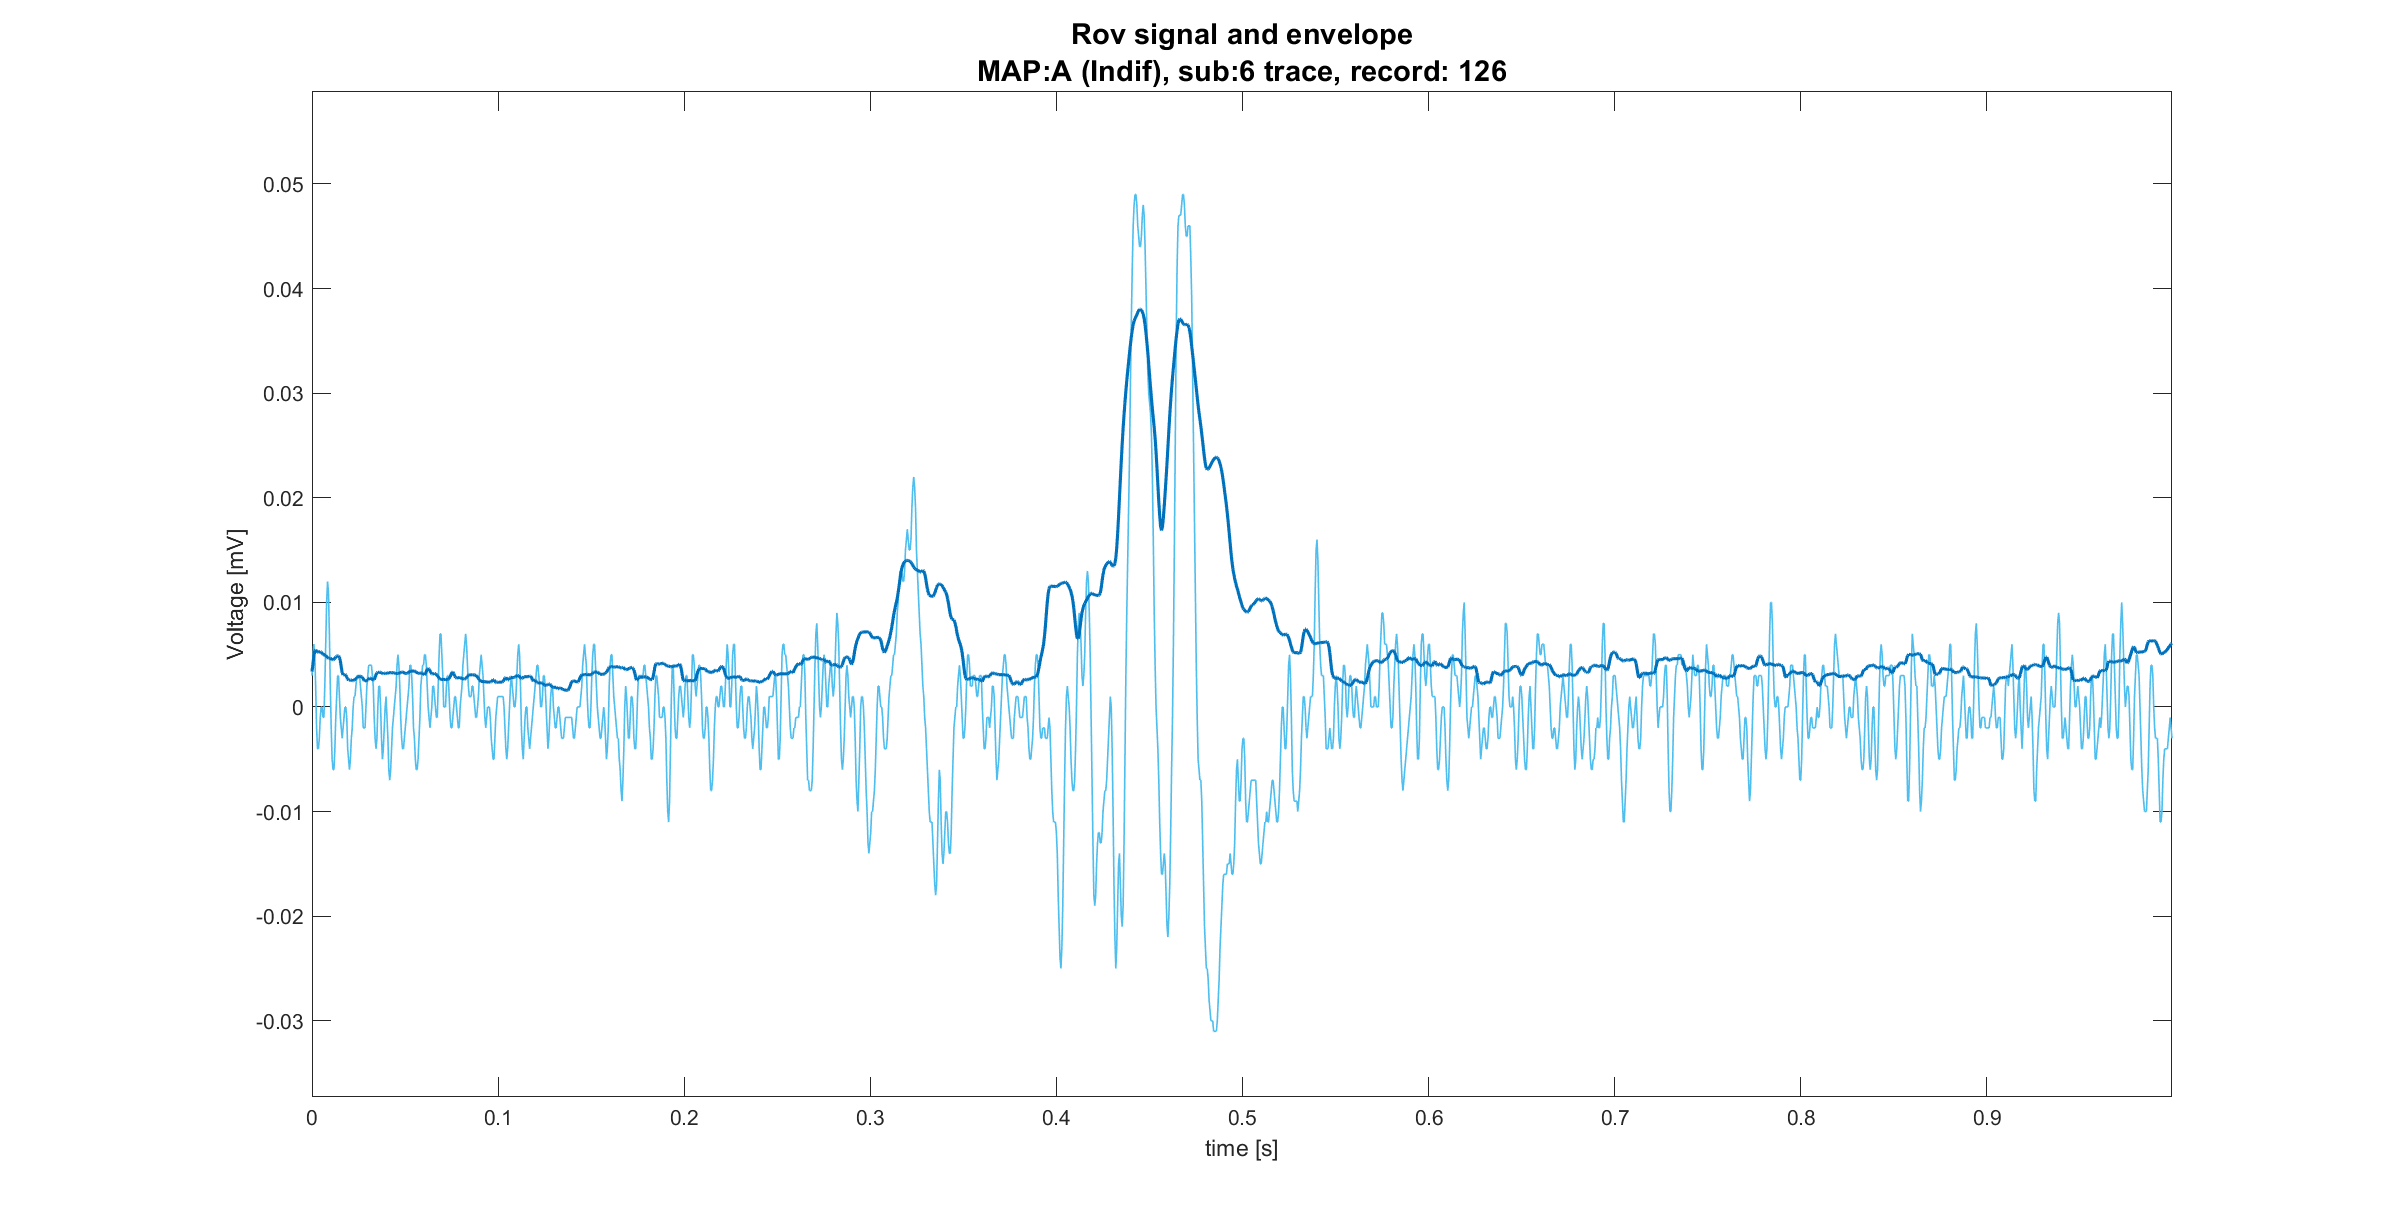 Rov signal and envelope
MAP:A (Indif), sub:6 trace, record: 126
0.05
0.04
0.03
0.02
0.01
0
-0.01
-0.02
-0.03
Voltage [mV]
0 0.1 0.2 0.3 0.4 0.5 0.6 0.7 0.8 0.9
time [s]